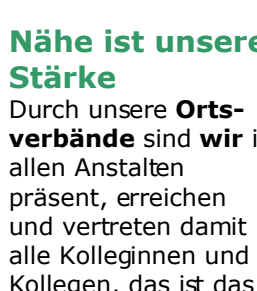 Nähe ist unsere
Stärke
Durch unsere Orts-
verbände sind wir i
allen Anstalten
präsent, erreichen
und vertreten damit
alle Kolleginnen und
Kollegen, das ist das